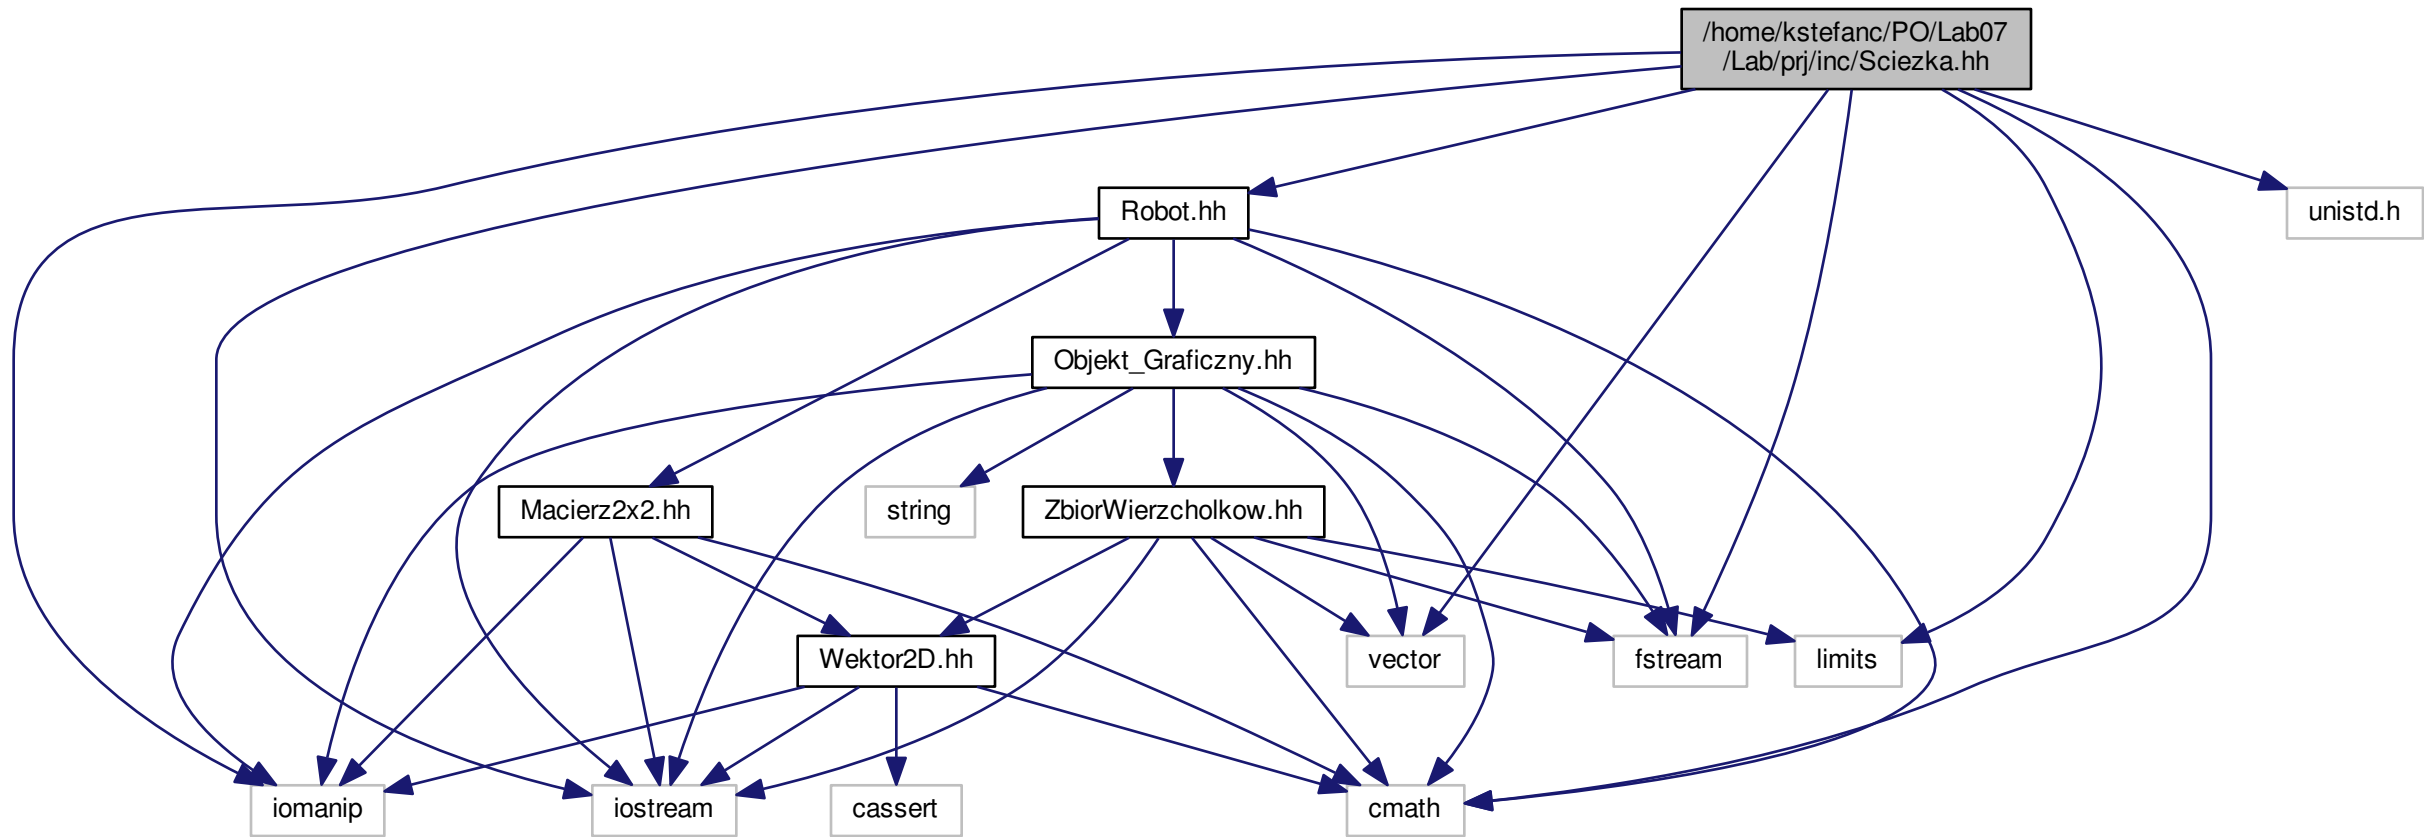 /home/kstefanc/PO/Lab07
/Lab/prj/inc/Sciezka.hh
Robot.hh
unistd.h
Objekt_Graficzny.hh
Macierz2x2.hh
string
ZbiorWierzcholkow.hh
Wektor2D.hh
vector
fstream
limits
iomanip
iostream
cassert
cmath